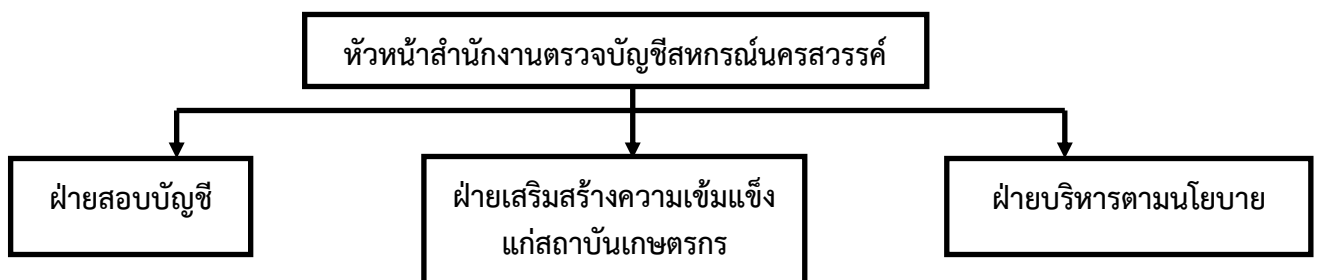 หัวหน้าสำนักงานตรวจบัญชีสหกรณ์นครสวรรค์
ฝ่ายสอบบัญชี
ฝ่ายเสริมสร้างความเข้มแข็ง
แก่สถาบันเกษตรกร
ฝ่ายบริหารตามนโยบาย